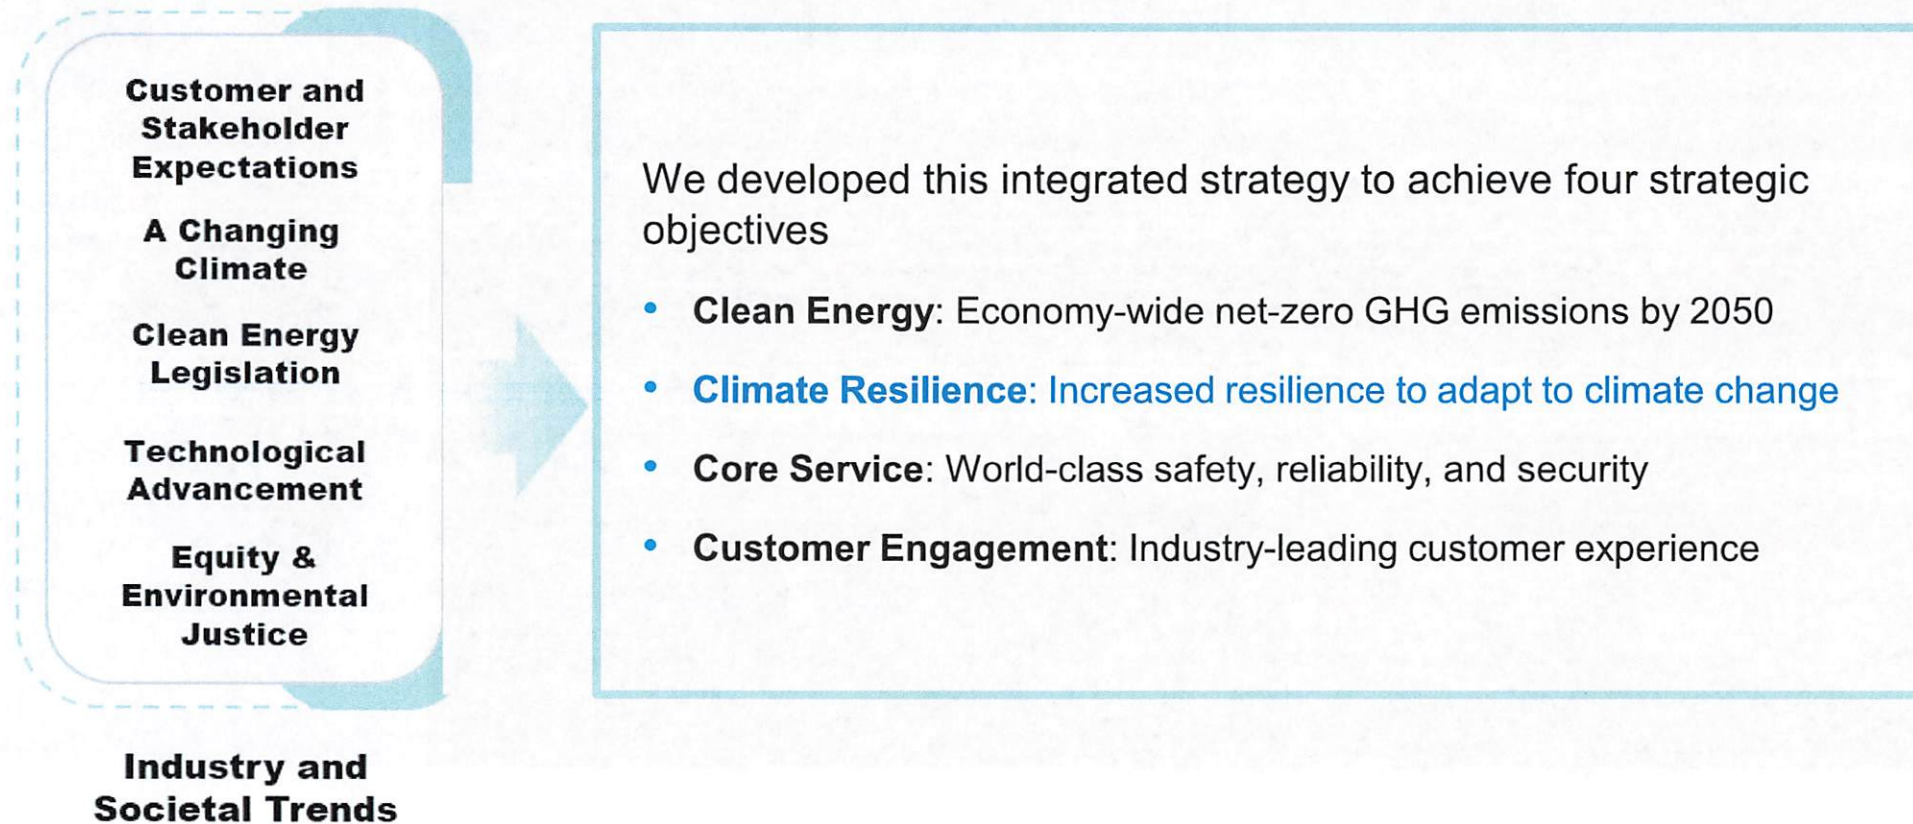 Customer and
Stakeholder
Expectations
A Changing
Climate
Clean Energy
Legislation
Technological
Advancement
Equity &
Environmental
Justice
Industry and
Societal Trends
We developed this integrated strategy to achieve four strategic
objectives
• Clean Energy: Economy-wide net-zero GHG emissions by 2050
• Climate Resilience: Increased resilience to adapt to climate change
• Core Service: World-class safety, reliability, and security
• Customer Engagement: Industry-leading customer experience